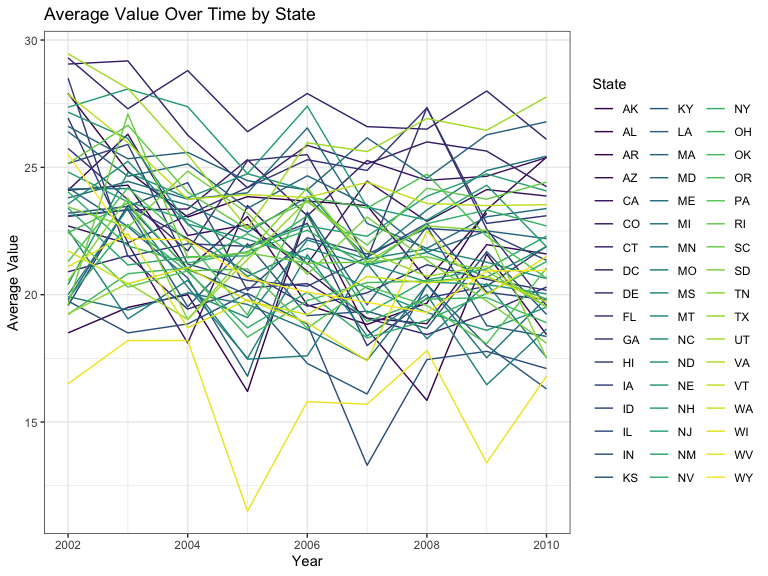 Average Value Over Time by State
30
25
20
15
Average Value
2002
2004
2006
2008
2010
Year
State
AK
AL
AR
AZ
CA
CO
CT
DC
DE
FL
GA
HI
IA
ID
IL
IN
KS
KY
LA
MA
MD
ME
MI
MN
MO
MS
MT
NC
ND
NE
NH
NJ
NM
NV
NY
OH
OK
OR
PA
RI
SC
SD
TN
TX
UT
VA
VT
WA
WI
WV
WY